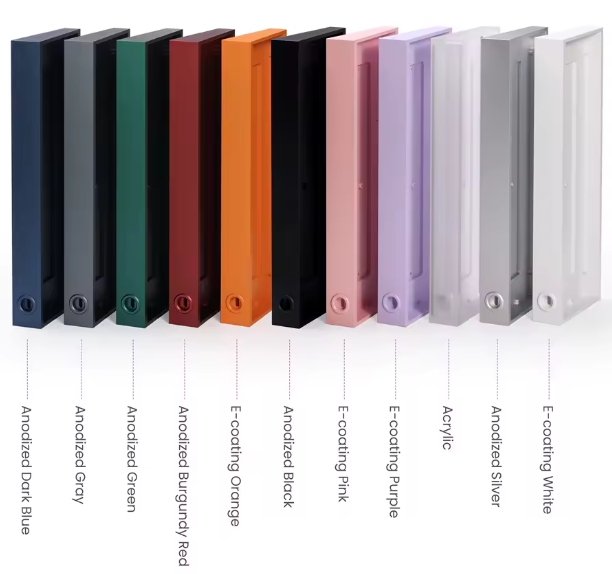 Anodized Dark Blue
Anodized Gray
Anodized Green
Anodized Burgundy Red
E-coating Orange
Anodized Black
E-coating Pink
E-coating Purple
Acrylic
Anodized Silver
E-coating White